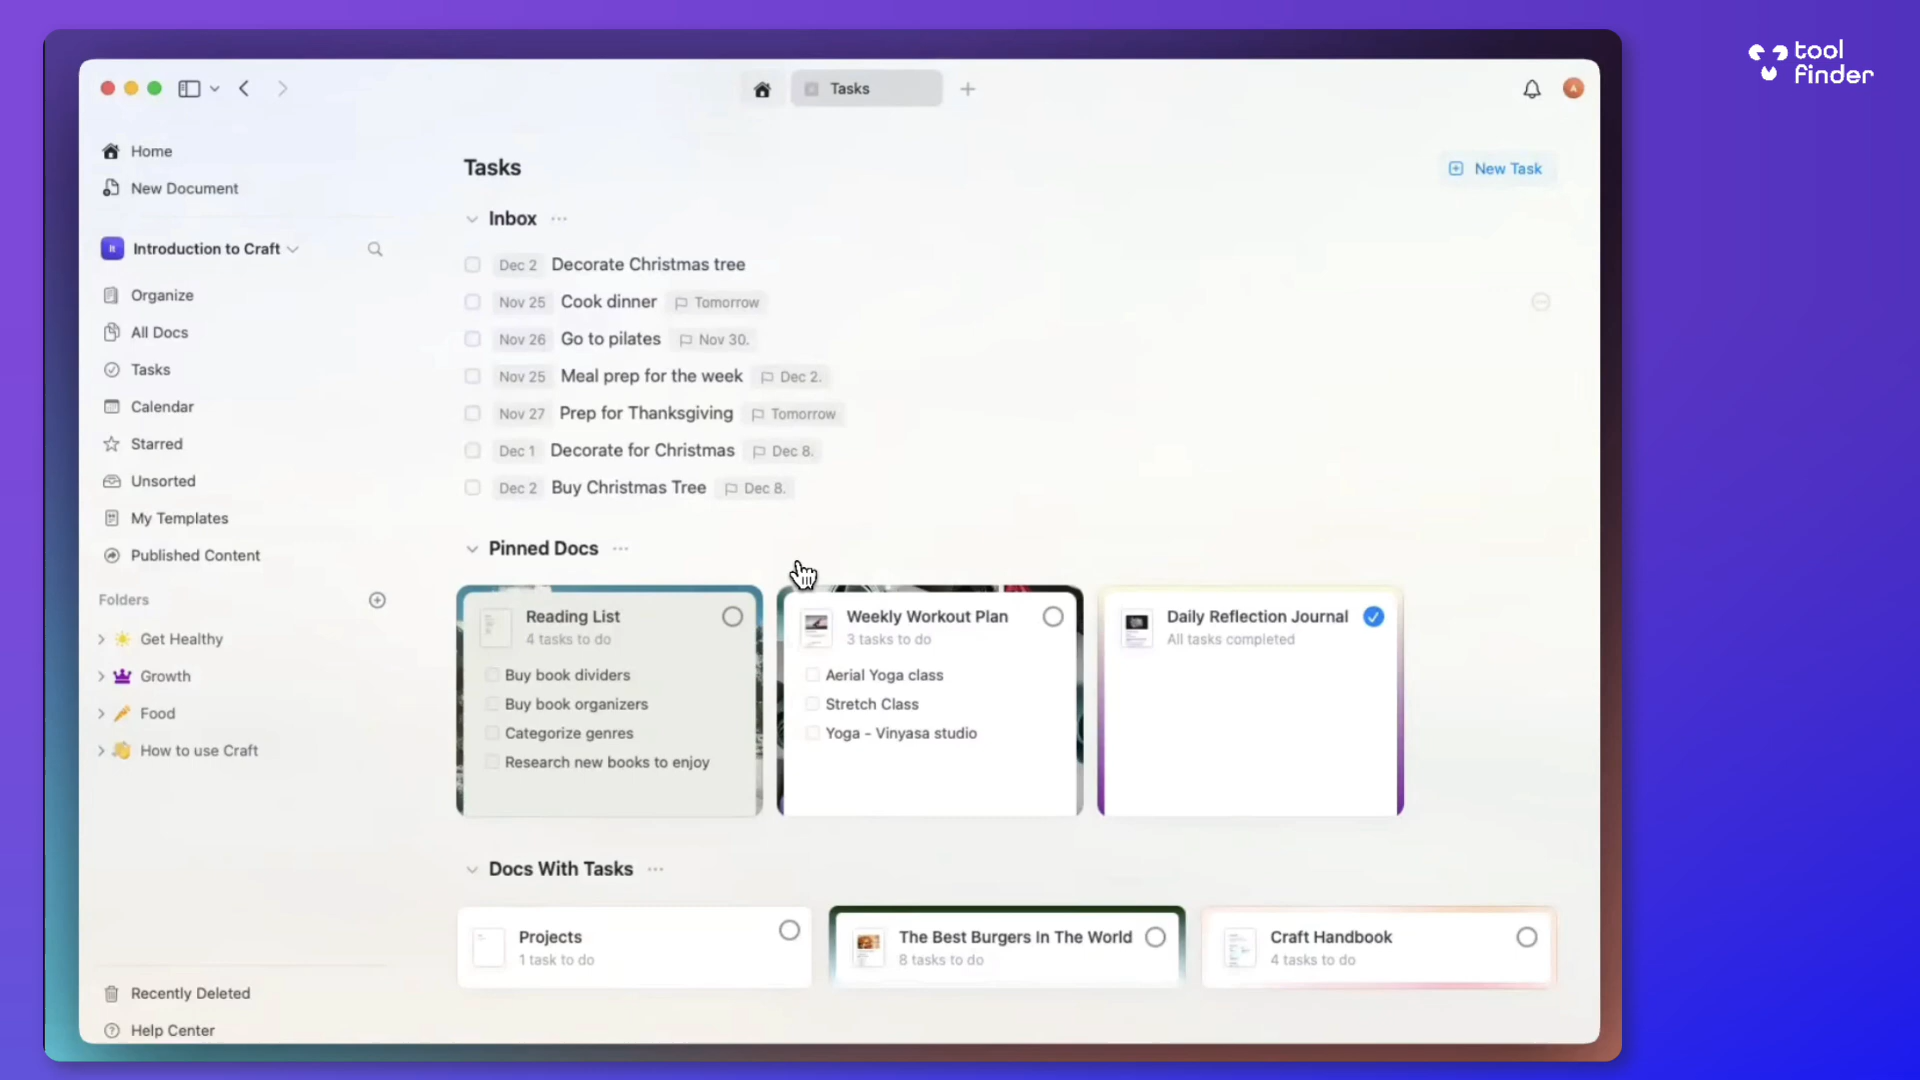 tool
finder
Tasks
Home
New Document
Introduction to Craft
Organize
All Docs
Tasks
Calendar
Starred
Unsorted
My Templates
Published Content
Folders
Get Healthy
Growth
Food
How to use Craft
Recently Deleted
Help Center
Tasks
New Task
Inbox
Dec 2 Decorate Christmas tree
Nov 25 Cook dinner Tomorrow
Nov 26 Go to pilates Nov 30.
Nov 25 Meal prep for the week Dec 2.
Nov 27 Prep for Thanksgiving Tomorrow
Dec 1 Decorate for Christmas Dec 8.
Dec 2 Buy Christmas Tree Dec 8.
Pinned Docs
Reading List
4 tasks to do
Buy book dividers
Buy book organizers
Categorize genres
Research new books to enjoy
Weekly Workout Plan
3 tasks to do
Aerial Yoga class
Stretch Class
Yoga - Vinyasa studio
Daily Reflection Journal
All tasks completed
Docs With Tasks
Projects
1 task to do
The Best Burgers In The World
8 tasks to do
Craft Handbook
4 tasks to do